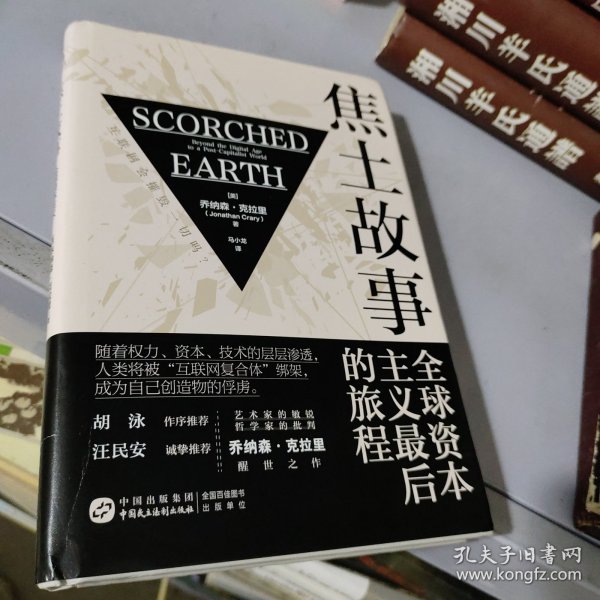 SCORCHED
EARTH
Beyond the Digital Age
to a Post-Capitalist World
[美]
乔纳森·克拉里
(Jonathan Crary)
著
马小龙
译
互联网会摧毁一切吗?
焦土故事
全球资本
主义最后
的旅程
随着权力、资本、技术的层层渗透,
人类将被“互联网复合体”绑架,
成为自己创造物的俘虏。
胡 泳 作序推荐
汪民安 诚挚推荐
艺术家的敏锐
哲学家的批判
乔纳森·克拉里
醒世之作
中国出版集团
中国民主法制出版社
全国百佳图书
出版单位
湘川羊氏通谱
湘川羊氏通谱
孔夫子旧书网
www.kongfz.com